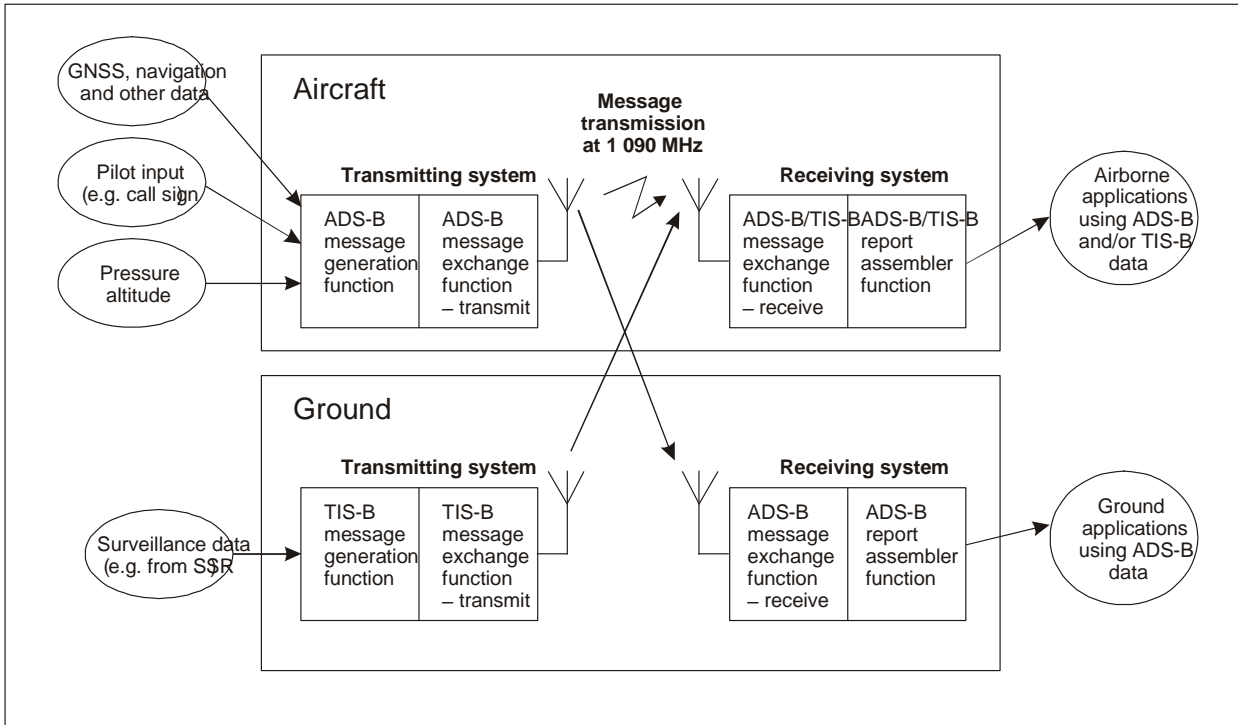 GNSS, navigation
and other data
Pilot input
(e.g. call sign)
Pressure
altitude
Aircraft
Message
transmission
at 1 090 MHz
Transmitting system
ADS-B
message
generation
function
ADS-B
message
exchange
function
– transmit
Receiving system
ADS-B/TIS-B
message
exchange
function
– receive
ADS-B/TIS-B
report
assembler
function
Airborne
applications
using ADS-B
and/or TIS-B
data
Ground
Surveillance data
(e.g. from SSR)
Transmitting system
TIS-B
message
generation
function
TIS-B
message
exchange
function
– transmit
Receiving system
ADS-B
message
exchange
function
– receive
ADS-B
report
assembler
function
Ground
applications
using ADS-B
data